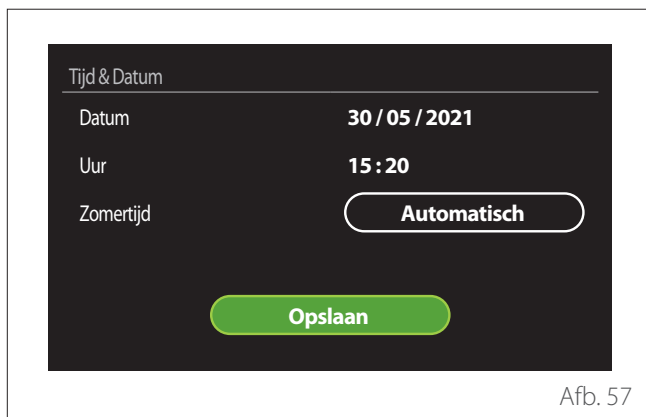 Tijd & Datum
Datum 30 / 05 / 2021
Uur 15 : 20
Zomertijd Automatisch
Opslaan
Afb. 57